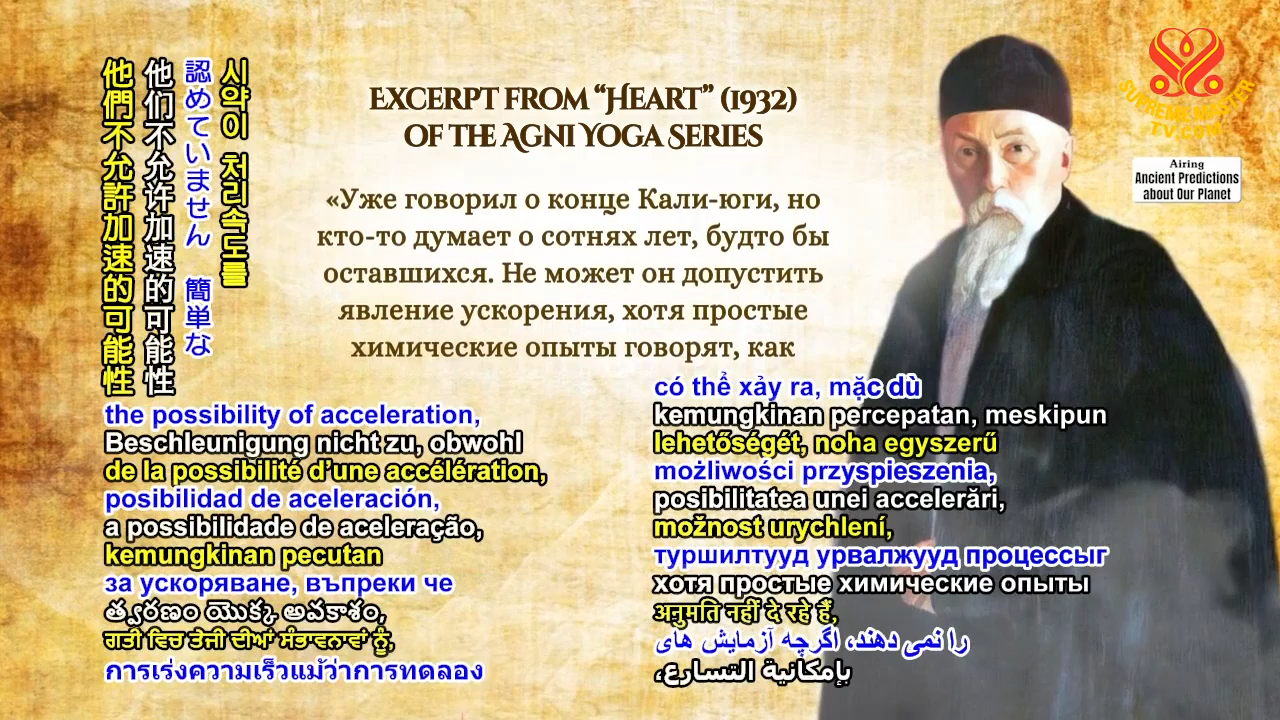 EXCERPT FROM “HEART” (1932)
OF THE AGNI YOGA SERIES
«Уже говорил о конце Кали-юги, но
кто-то думает о сотнях лет, будто бы
оставшихся. Не может он допустить
явление ускорения, хотя простые
химические опыты говорят, как
SUPREMEMASTER
TV.COM
Airing
Ancient Predictions
about Our Planet
시약이 처리속도를
認めていません 簡単な
他们不允许加速的可能性
他們不允許加速的可能性
the possibility of acceleration,
Beschleunigung nicht zu, obwohl
de la possibilité d’une accélération,
posibilidad de aceleración,
a possibilidade de aceleração,
kemungkinan pecutan
за ускоряване, въпреки че
త్వరణం యొక్క అవకాశం,
ਗਤੀ ਵਿਚ ਤੇਜੀ ਦੀਆਂ ਸੰਭਾਵਨਾਵਾਂ ਨੂੰ,
การเร่งความเร็วแม้ว่าการทดลอง
có thể xảy ra, mặc dù
kemungkinan percepatan, meskipun
lehetőségét, noha egyszerű
możliwości przyspieszenia,
posibilitatea unei accelerări,
možnost urychlení,
туршилтууд урвалжууд процессыг
хотя простые химические опыты
अनुमति नहीं दे रहे हैं,
را نمی دهند، اگرچه آزمایش های
بإمكانية التسارع،